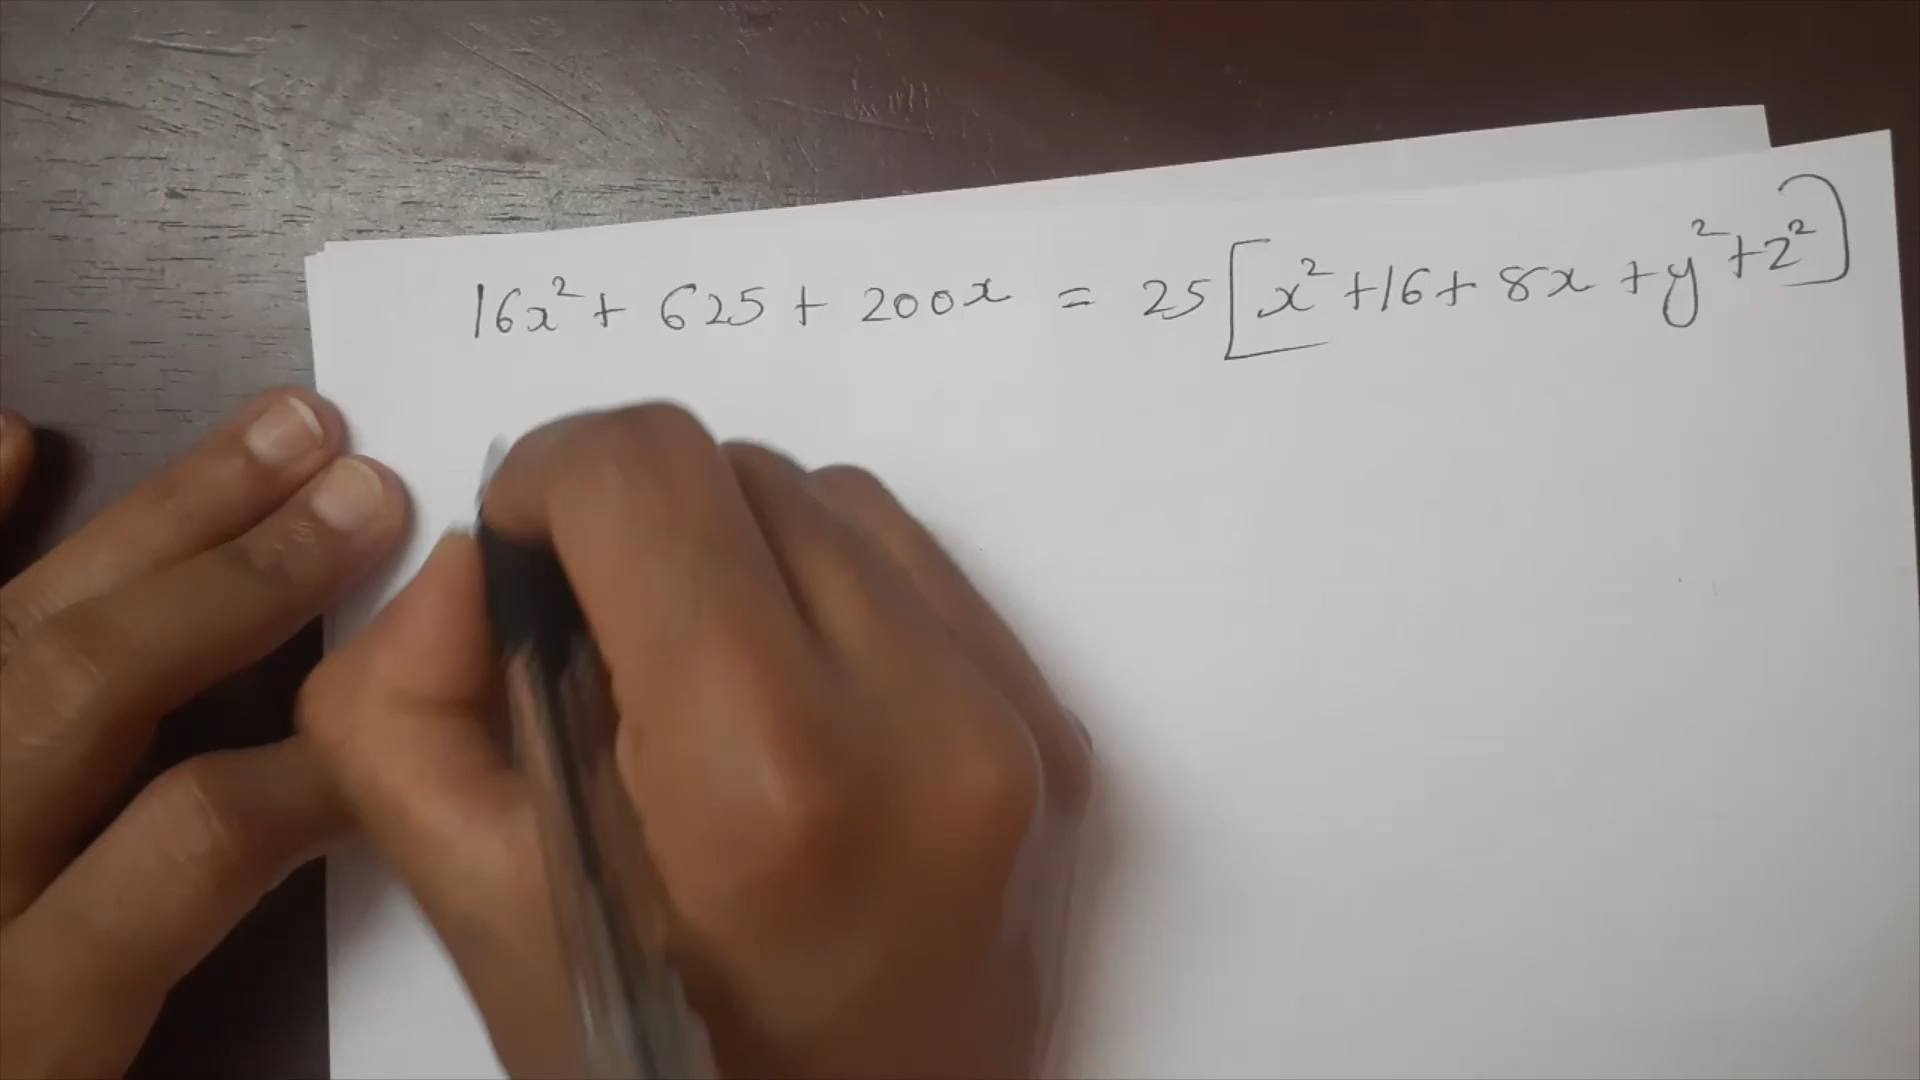 16x² + 625 + 200x = 25[x² + 16 + 8x + y² + z²]